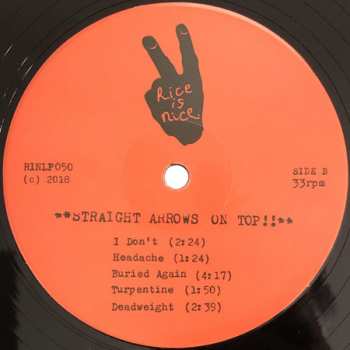 Rice
is
nice
RINLP050
(c) 2018
SIDE B
33rpm
**STRAIGHT ARROWS ON TOP!!**
I Don't (2:24)
Headache (1:24)
Buried Again (4:17)
Turpentine (1:50)
Deadweight (2:39)